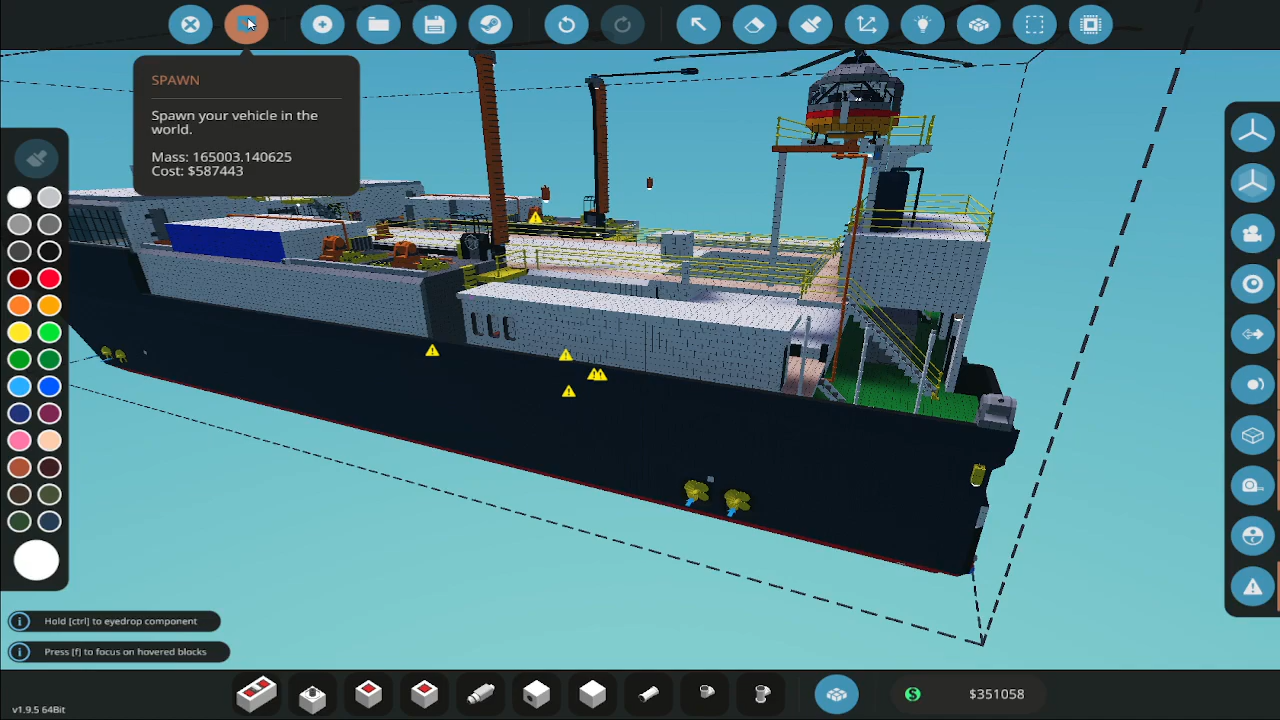 SPAWN
Spawn your vehicle in the
world.
Mass: 165003.140625
Cost: $587443
Hold [ctrl] to eyedrop component
Press [f] to focus on hovered blocks
v1.9.5 64Bit
$351058